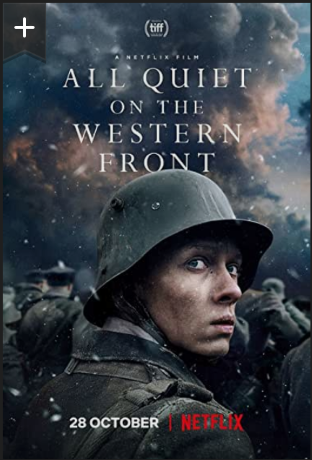 tiff
A NETFLIX FILM
ALL QUIET
ON THE
WESTERN
FRONT
28 OCTOBER | NETFLIX